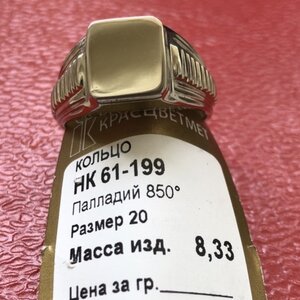 КРАСЦВЕТМЕТ
КОЛЬЦО
НК 61-199
Палладий 850°
Размер 20
Масса изд. 8,33
Цена за гр.